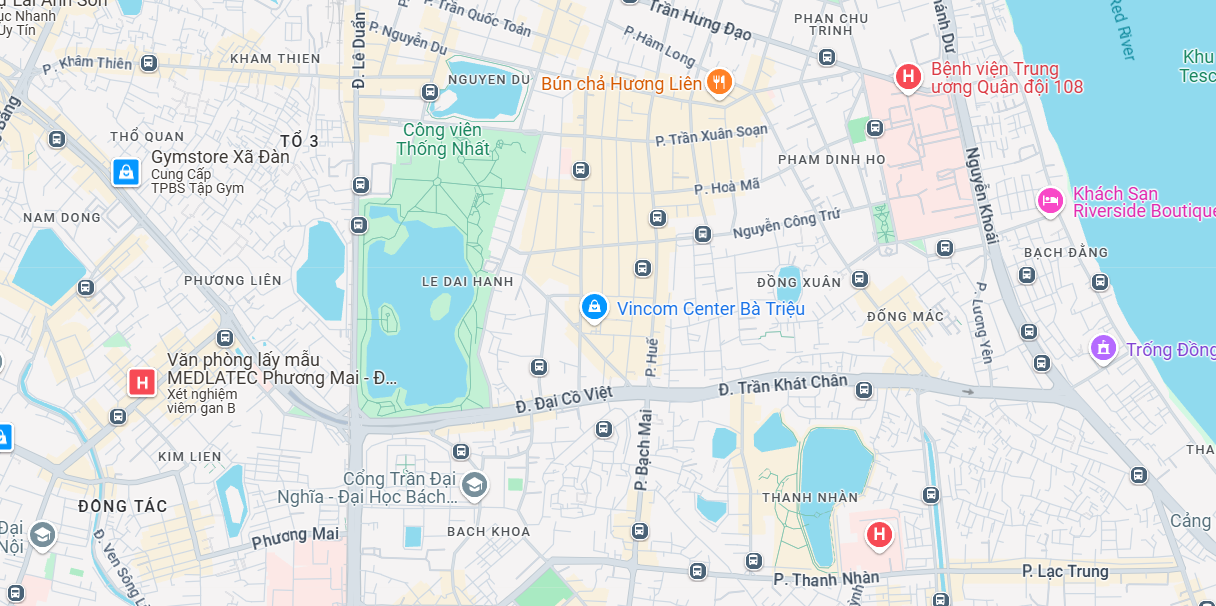 ục Nhanh
Uy Tín
P. Khâm Thiên
KHAM THIEN
Đ. Lê Duẩn
P. Trần Quốc Toản
P. Nguyễn Du
NGUYEN DU
Trần Hưng Đạo
P.Hàm Long
PHAN CHU
TRINH
Red River
Khu
Tesc
Bún chả Hương Liên
Bệnh viện Trung
ương Quân đội 108
THỔ QUAN
TỔ 3
Công viên
Thống Nhất
P. Trần Xuân Soạn
Gymstore Xã Đàn
Cung Cấp
TPBS Tập Gym
PHAM DINH HO
Nguyễn Khoái
P. Hoà Mã
Khách Sạn
Riverside Boutique
NAM DONG
Nguyễn Công Trứ
BẠCH ĐẰNG
PHƯƠNG LIÊN
LE DAI HANH
ĐỒNG XUÂN
P. Lương Yên
ĐỐNG MÁC
Vincom Center Bà Triệu
Trống Đồng
P. Huế
Văn phòng lấy mẫu
MEDLATEC Phương Mai - Đ...
Xét nghiệm
viêm gan B
Đ. Đại Cồ Việt
Đ. Trần Khát Chân
P. Bạch Mai
KIM LIEN
THA
Cổng Trần Đại
Nghĩa - Đại Học Bách...
THANH NHÀN
ĐÔNG TÁC
Đại
Nội
Phương Mai
BACH KHOA
Cảng
Đ. Ven Sông L
P. Thanh Nhàn
P. Lạc Trung